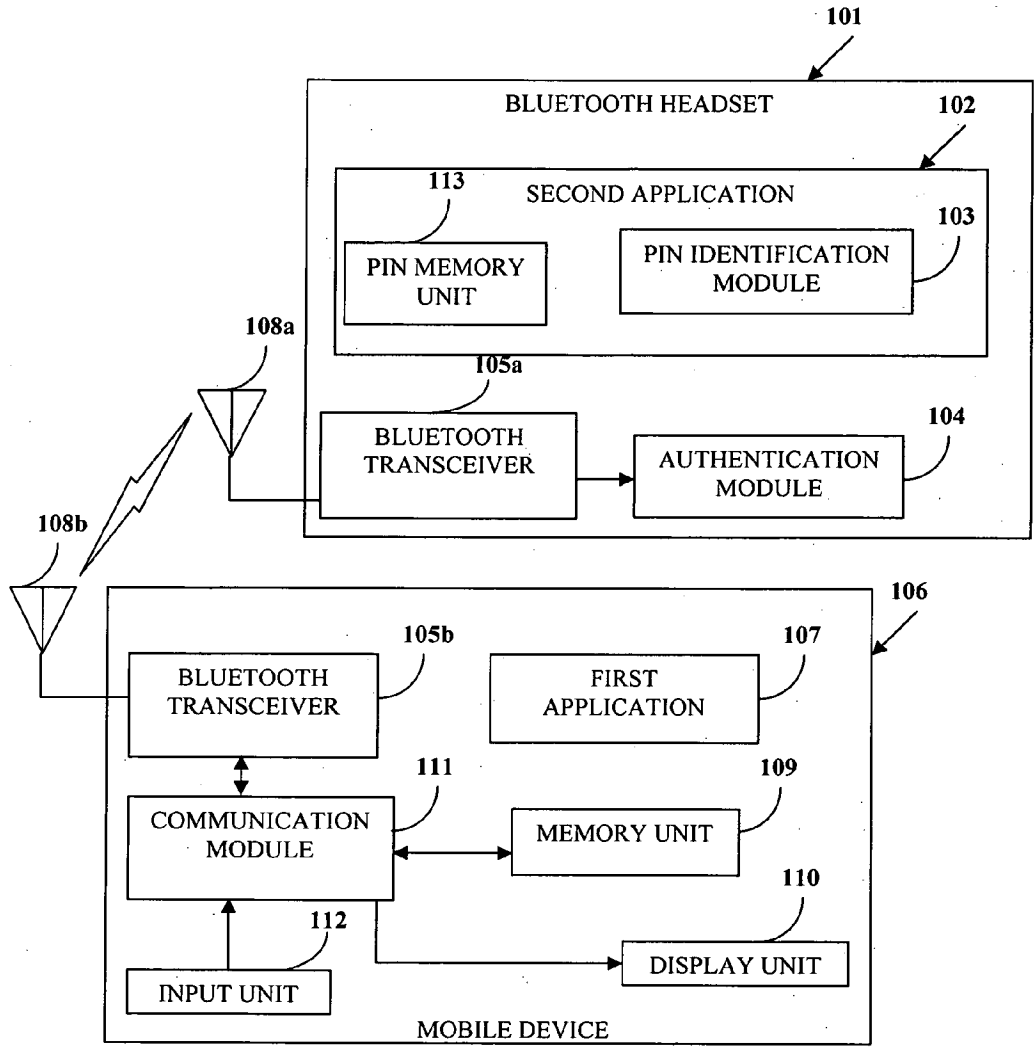 101
BLUETOOTH HEADSET
102
113
SECOND APPLICATION
103
PIN MEMORY
UNIT
PIN IDENTIFICATION
MODULE
108a
105a
BLUETOOTH
TRANSCEIVER
104
AUTHENTICATION
MODULE
108b
106
105b
107
BLUETOOTH
TRANSCEIVER
FIRST
APPLICATION
111
109
COMMUNICATION
MODULE
MEMORY UNIT
110
112
DISPLAY UNIT
INPUT UNIT
MOBILE DEVICE